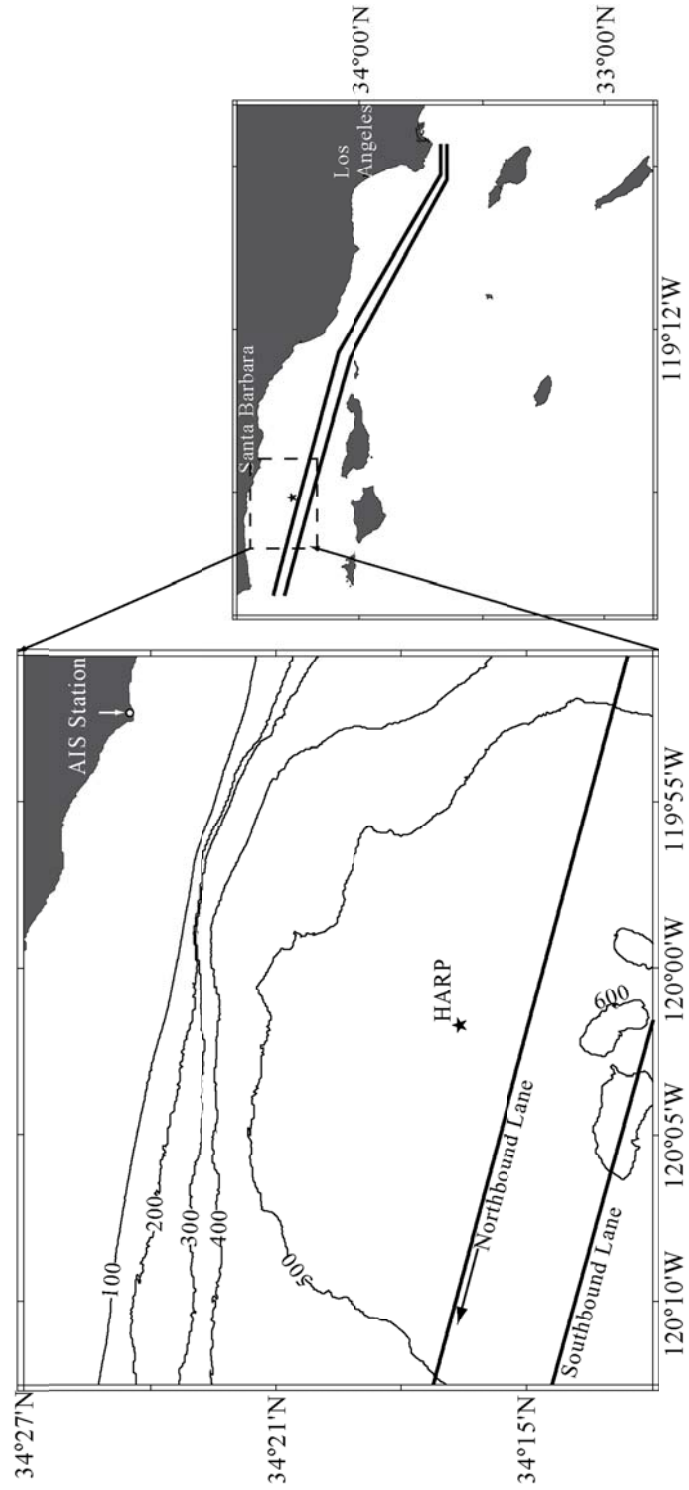 34°27'N
34°21'N
34°15'N
AIS Station
100
200
300
400
500
HARP
600
Northbound Lane
Southbound Lane
120°10'W
120°05'W
120°00'W
119°55'W
Santa Barbara
Los
Angeles
34°00'N
33°00'N
119°12'W